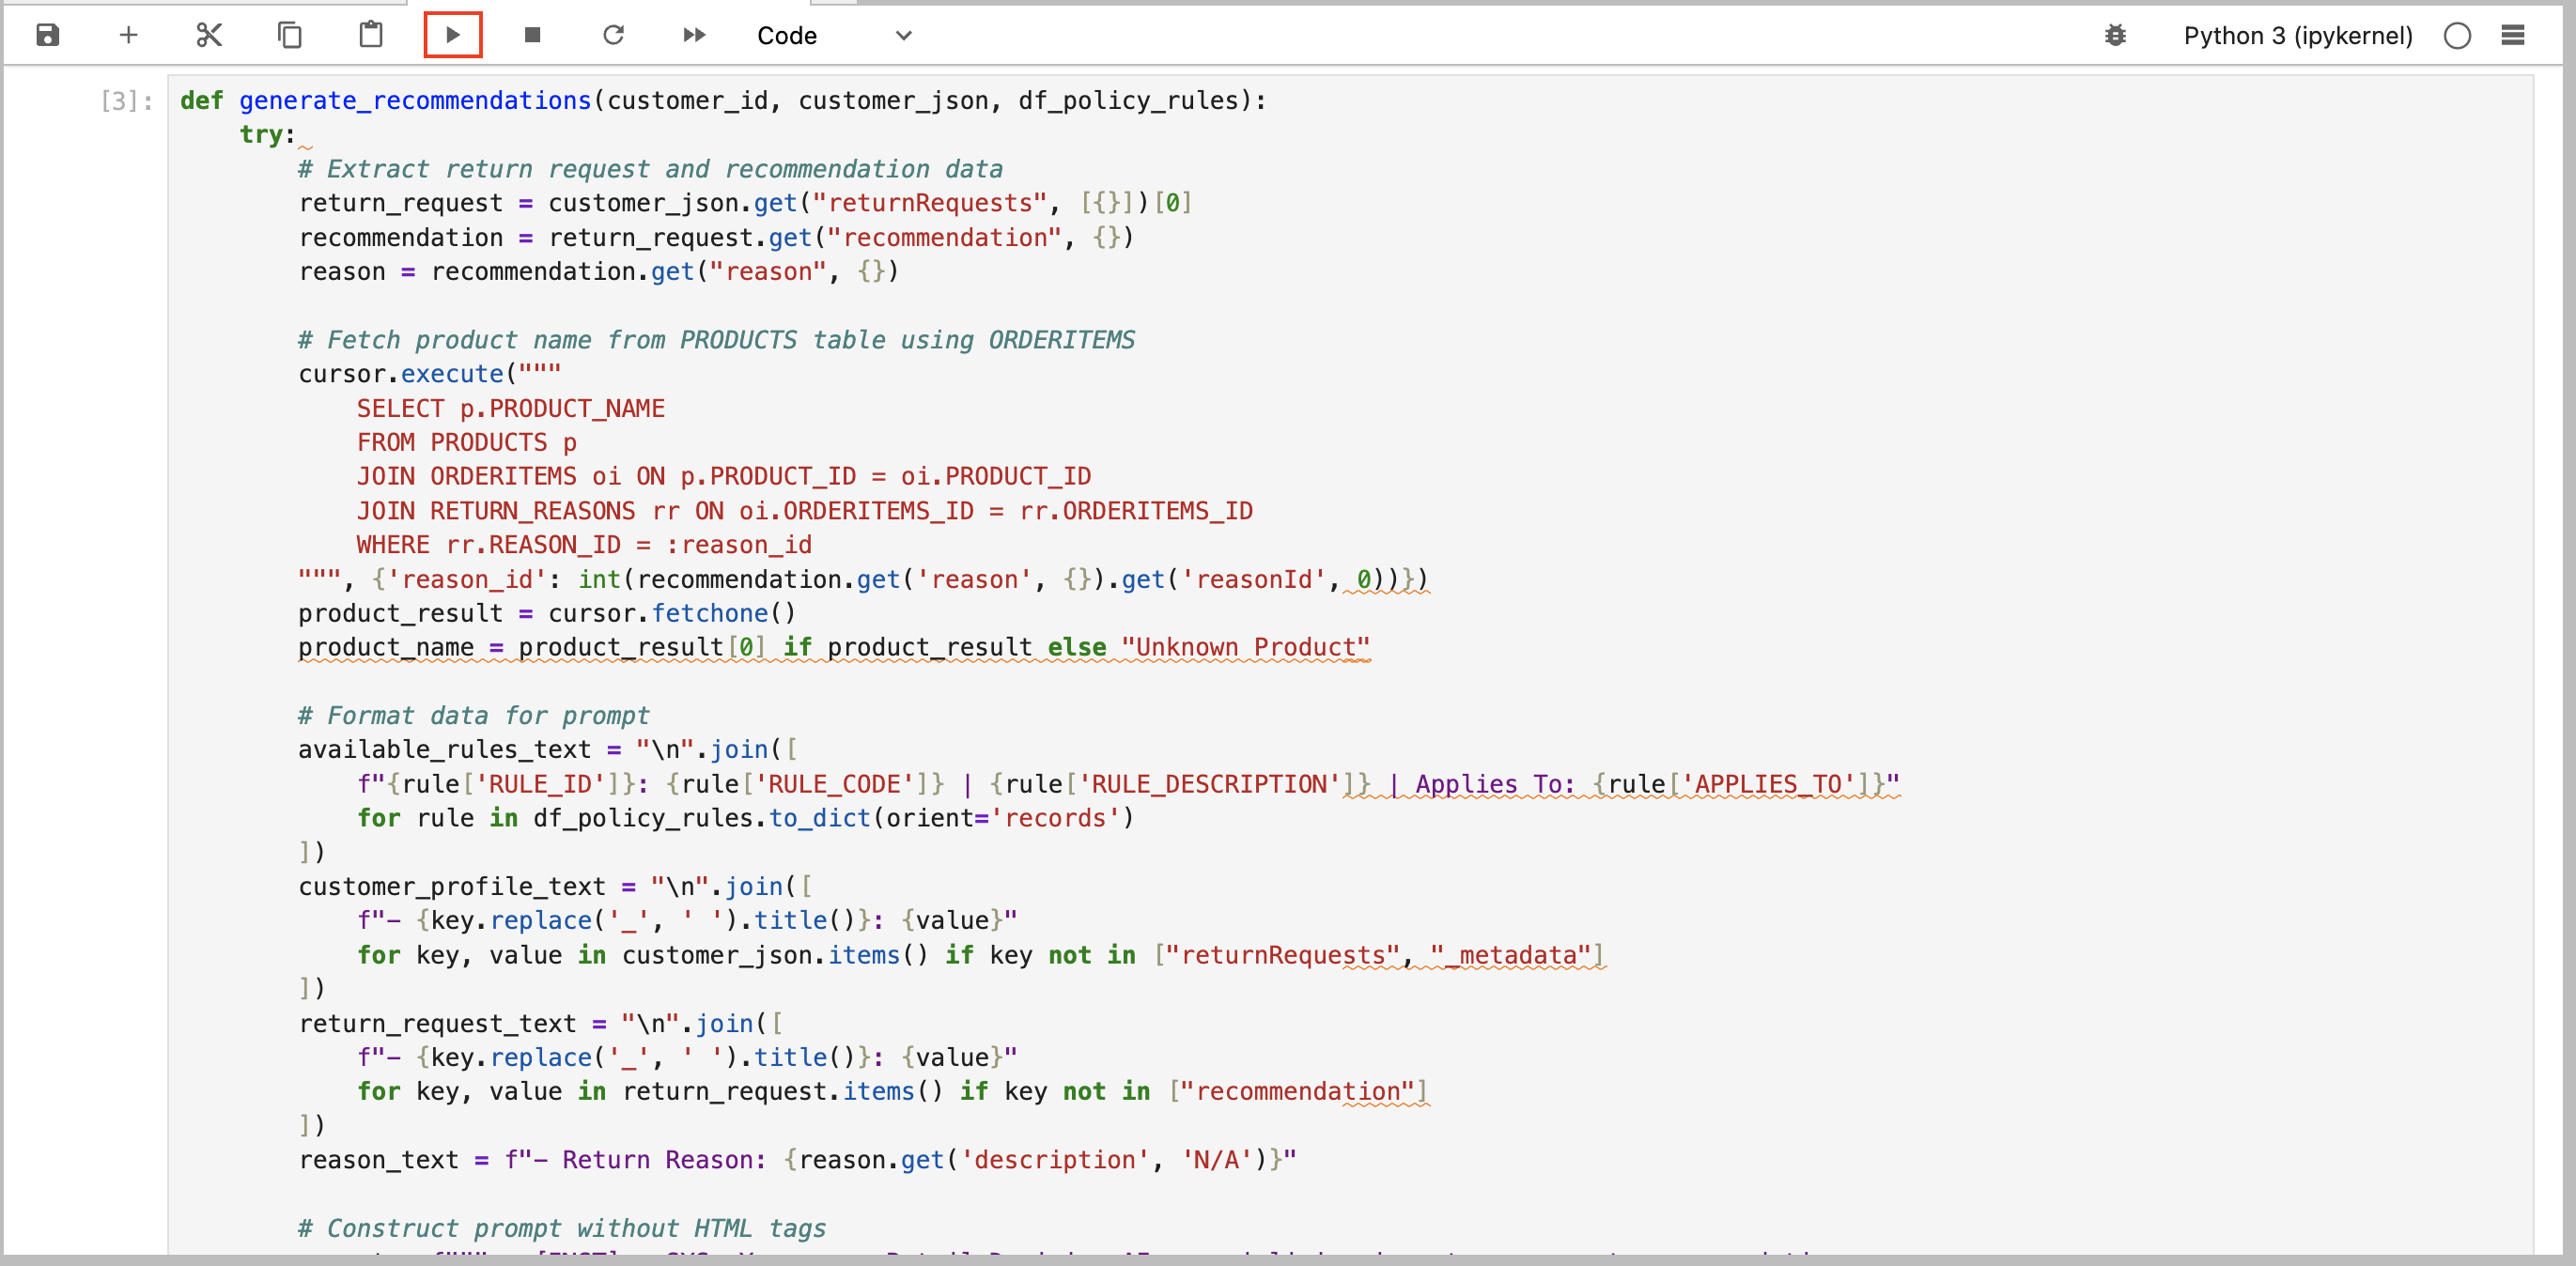 Code
Python 3 (ipykernel)
[3]:
def generate_recommendations(customer_id, customer_json, df_policy_rules):
    try:
        # Extract return request and recommendation data
        return_request = customer_json.get("returnRequests", [{}])[0]
        recommendation = return_request.get("recommendation", {})
        reason = recommendation.get("reason", {})

        # Fetch product name from PRODUCTS table using ORDERITEMS
        cursor.execute("""
            SELECT p.PRODUCT_NAME
            FROM PRODUCTS p
            JOIN ORDERITEMS oi ON p.PRODUCT_ID = oi.PRODUCT_ID
            JOIN RETURN_REASONS rr ON oi.ORDERITEMS_ID = rr.ORDERITEMS_ID
            WHERE rr.REASON_ID = :reason_id
        """, {'reason_id': int(recommendation.get('reason', {}).get('reasonId', 0))})
        product_result = cursor.fetchone()
        product_name = product_result[0] if product_result else "Unknown Product"

        # Format data for prompt
        available_rules_text = "\n".join([
            f"{rule['RULE_ID']}: {rule['RULE_CODE']} | {rule['RULE_DESCRIPTION']} | Applies To: {rule['APPLIES_TO']}"
            for rule in df_policy_rules.to_dict(orient='records')
        ])
        customer_profile_text = "\n".join([
            f"- {key.replace('_', ' ').title()}: {value}"
            for key, value in customer_json.items() if key not in ["returnRequests", "_metadata"]
        ])
        return_request_text = "\n".join([
            f"- {key.replace('_', ' ').title()}: {value}"
            for key, value in return_request.items() if key not in ["recommendation"]
        ])
        reason_text = f"- Return Reason: {reason.get('description', 'N/A')}"

        # Construct prompt without HTML tags